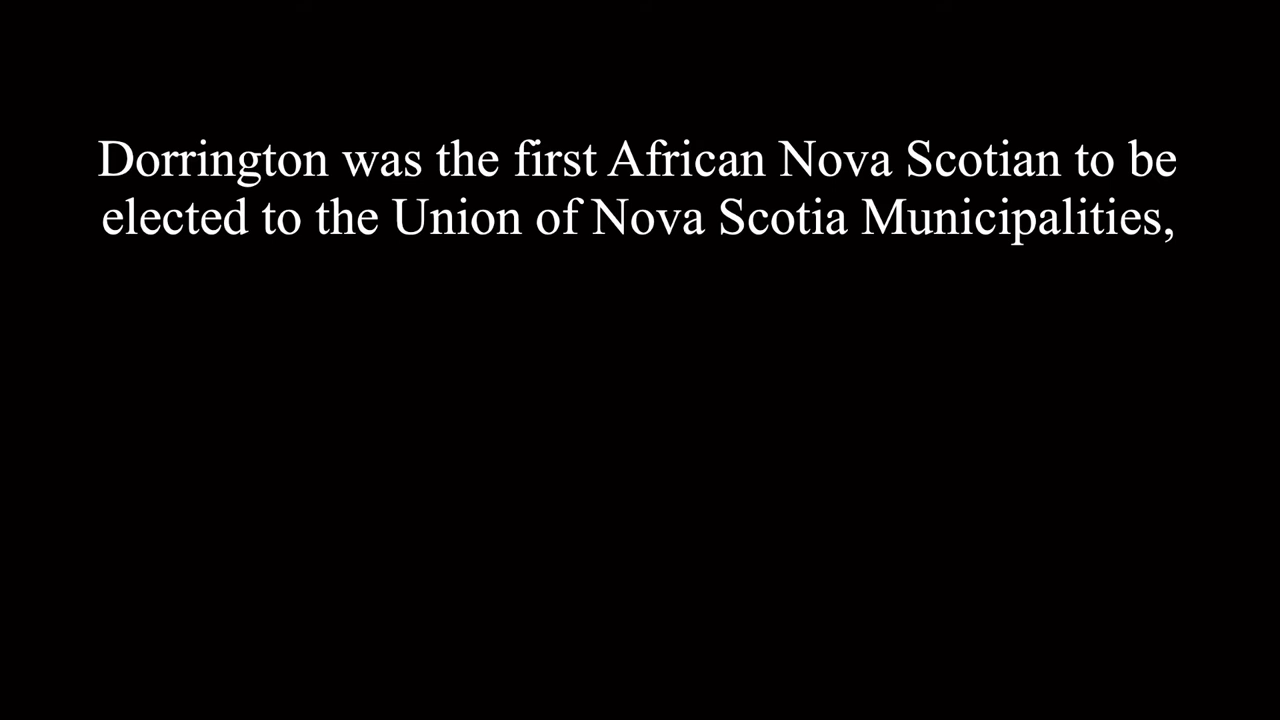 Dorrington was the first African Nova Scotian to be
elected to the Union of Nova Scotia Municipalities,